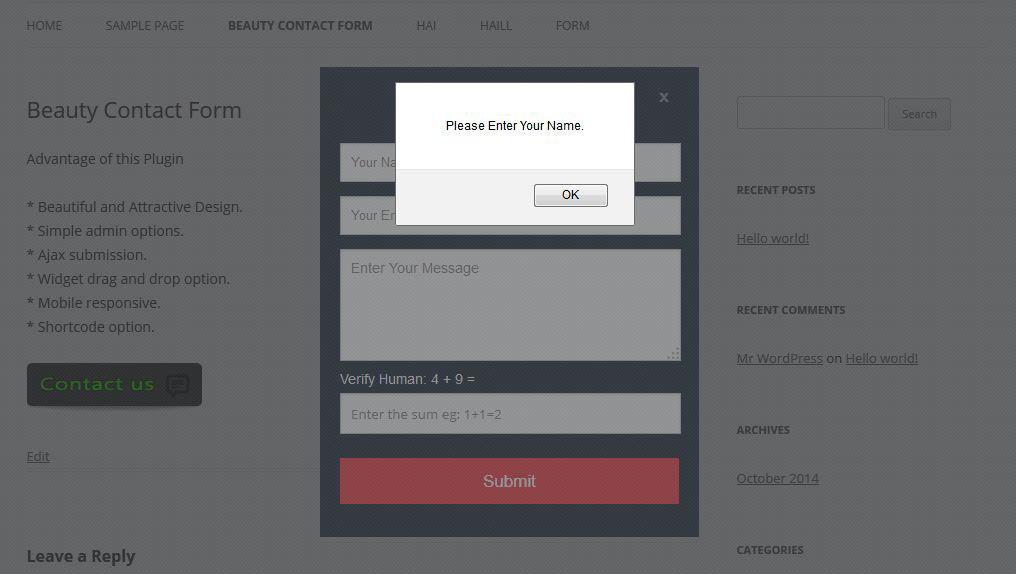 HOME SAMPLE PAGE BEAUTY CONTACT FORM HAI HAILL FORM
Beauty Contact Form
Advantage of this Plugin
* Beautiful and Attractive Design.
* Simple admin options.
* Ajax submission.
* Widget drag and drop option.
* Mobile responsive.
* Shortcode option.
Contact us
Edit
Leave a Reply
x
Please Enter Your Name.
OK
Your Na
Your Em
Enter Your Message
Verify Human: 4 + 9 =
Enter the sum eg: 1+1=2
Submit
Search
RECENT POSTS
Hello world!
RECENT COMMENTS
Mr WordPress on Hello world!
ARCHIVES
October 2014
CATEGORIES